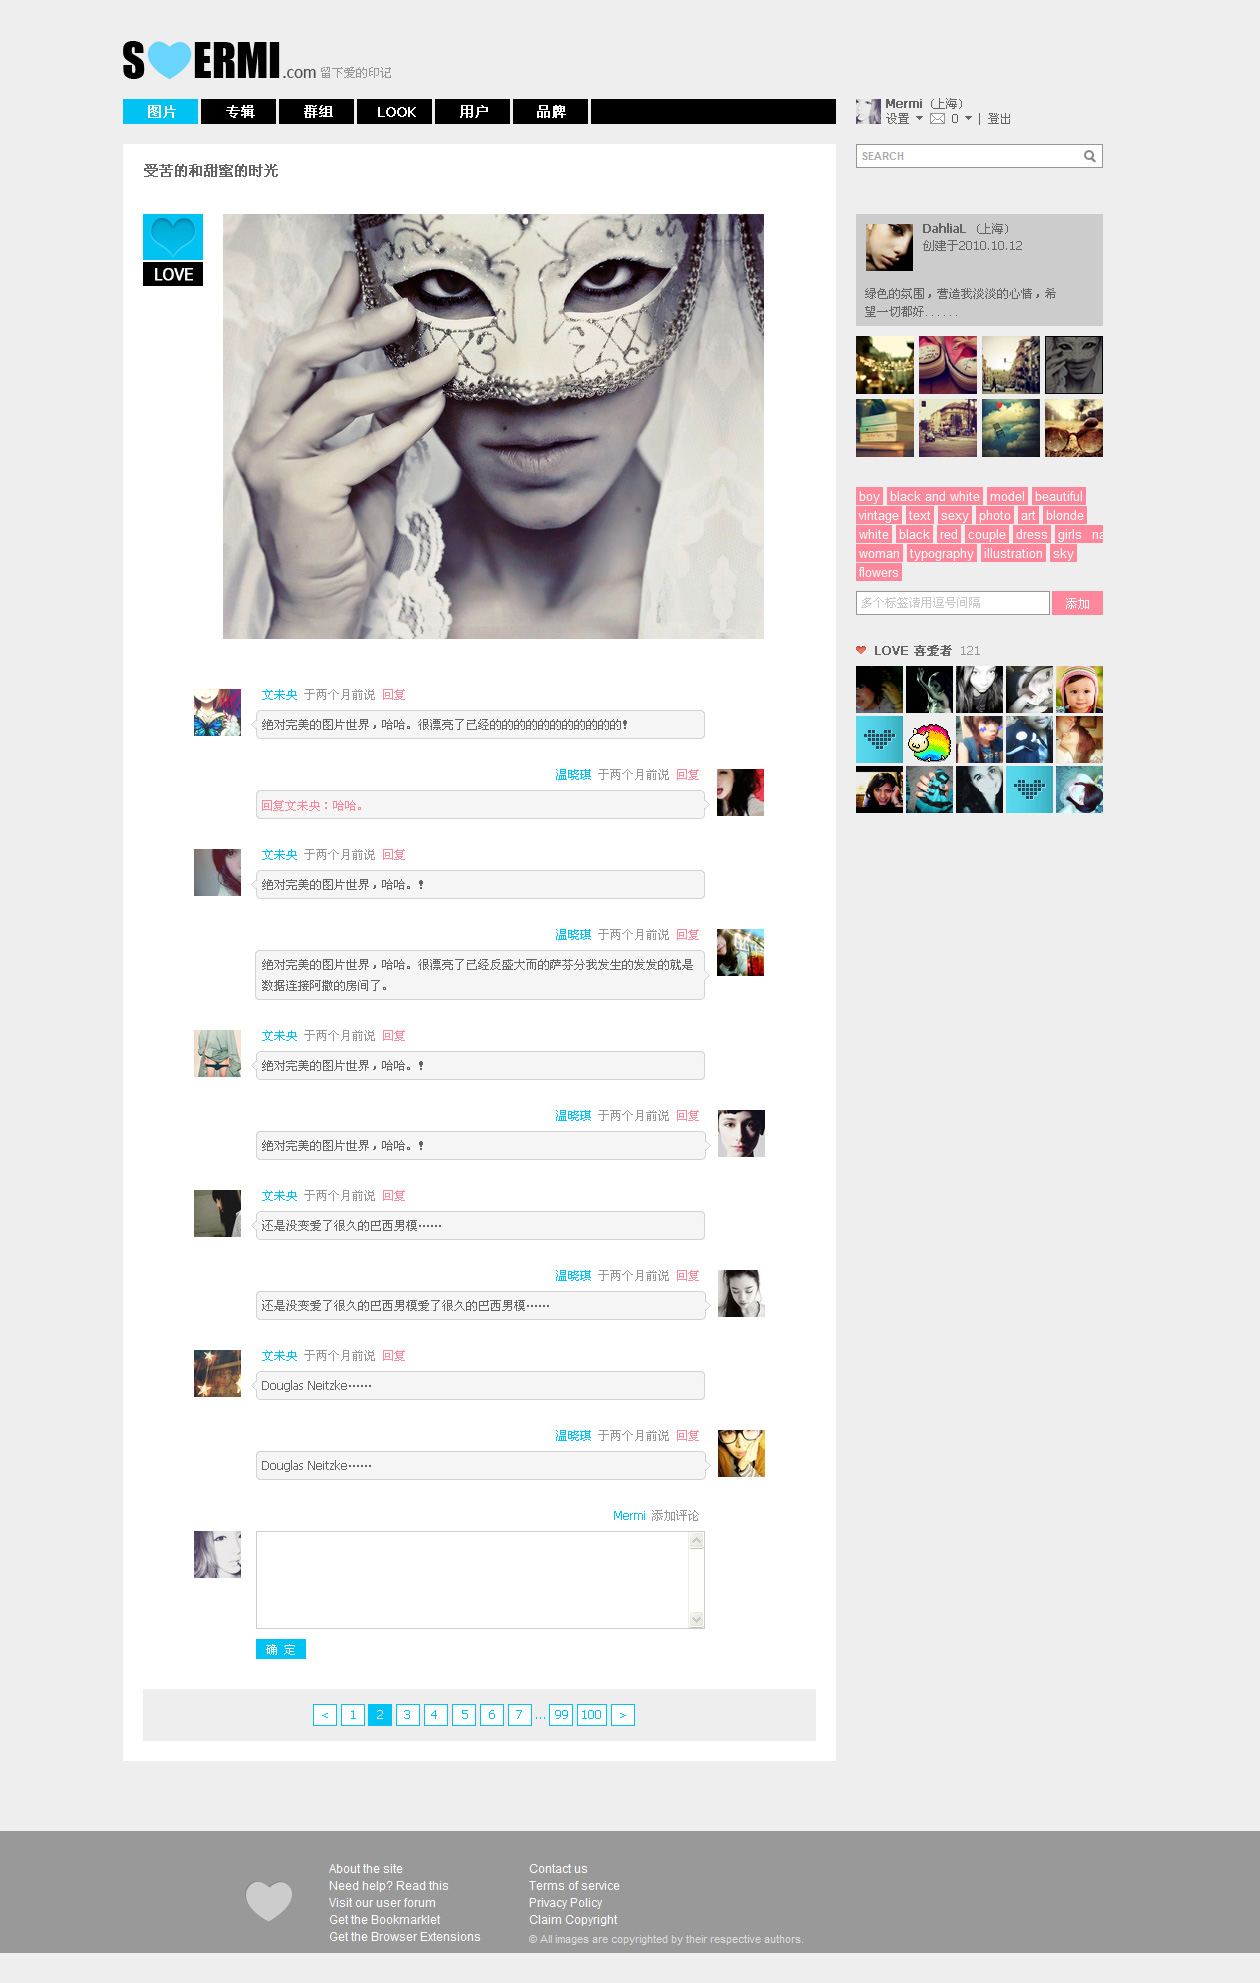 S ERMI.com 留下爱的印记
图片 专辑 群组 LOOK 用户 品牌
Mermi (上海)
设置 0 | 登出
受苦的和甜蜜的时光
SEARCH
LOVE
DahliaL (上海)
创建于2010.10.12
绿色的氛围，营造我淡淡的心情，希
望一切都好......
boy black and white model beautiful
vintage text sexy photo art blonde
white black red couple dress girls na
woman typography illustration sky
flowers
多个标签请用逗号间隔 添加
LOVE 喜爱者 121
文未央 于两个月前说 回复
绝对完美的图片世界，哈哈。很漂亮了已经的的的的的的的的的的的!
温晓琪 于两个月前说 回复
回复文未央：哈哈。
文未央 于两个月前说 回复
绝对完美的图片世界，哈哈。!
温晓琪 于两个月前说 回复
绝对完美的图片世界，哈哈。很漂亮了已经反盛大而的萨芬分我发生的发发的就是
数据连接阿撒的房间了。
文未央 于两个月前说 回复
绝对完美的图片世界，哈哈。!
温晓琪 于两个月前说 回复
绝对完美的图片世界，哈哈。!
文未央 于两个月前说 回复
还是没变爱了很久的巴西男模……
温晓琪 于两个月前说 回复
还是没变爱了很久的巴西男模爱了很久的巴西男模……
文未央 于两个月前说 回复
Douglas Neitzke……
温晓琪 于两个月前说 回复
Douglas Neitzke……
Mermi 添加评论
确 定
< 1 2 3 4 5 6 7 ... 99 100 >
About the site
Need help? Read this
Visit our user forum
Get the Bookmarklet
Get the Browser Extensions
Contact us
Terms of service
Privacy Policy
Claim Copyright
© All images are copyrighted by their respective authors.